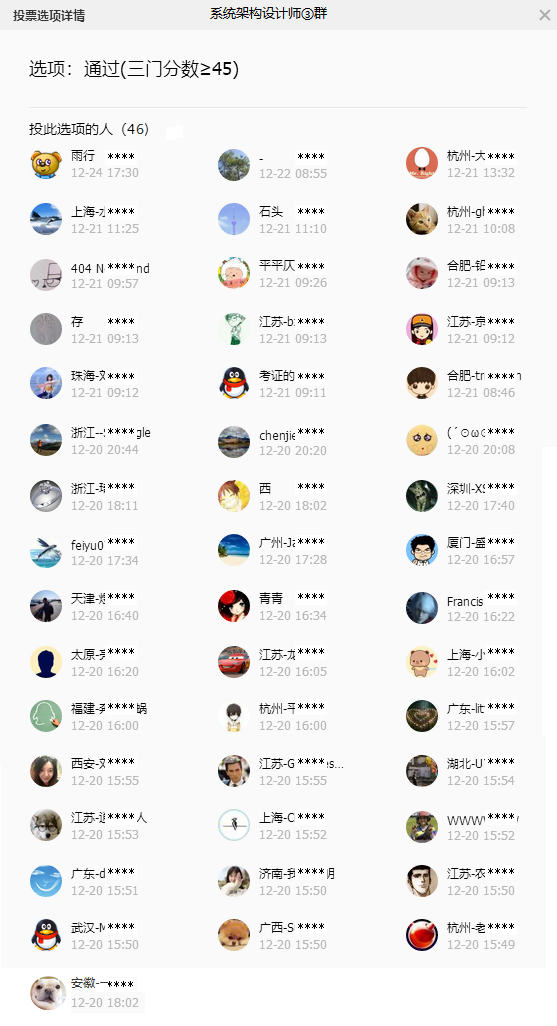 投票选项详情
系统架构设计师③群
选项：通过(三门分数≥45)
投此选项的人（46）
雨行 ****
12-24 17:30
- ****
12-22 08:55
杭州-大****
12-21 13:32
上海-****
12-21 11:25
石头 ****
12-21 11:10
杭州-gl****
12-21 10:08
404 N****nd
12-21 09:57
平平仄****
12-21 09:26
合肥-铝****
12-21 09:13
存 ****
12-21 09:13
江苏-b****
12-21 09:13
江苏-京****
12-21 09:12
珠海-****
12-21 09:12
考证的****
12-21 09:11
合肥-tr****n
12-21 08:46
浙江--****gle
12-20 20:44
chenjie****
12-20 20:20
(´⊙ω****
12-20 20:08
浙江-****
12-20 18:11
西 ****
12-20 18:02
深圳-XS****
12-20 17:40
feiyu0****
12-20 17:34
广州-Ja****
12-20 17:28
厦门-盛****
12-20 16:57
天津-****
12-20 16:40
青青 ****
12-20 16:34
Francis****
12-20 16:22
太原-****
12-20 16:20
江苏-龙****
12-20 16:05
上海-小****
12-20 16:02
福建-****锅
12-20 16:00
杭州-平****
12-20 16:00
广东-lit****
12-20 15:57
西安-****
12-20 15:55
江苏-G****es...
12-20 15:55
湖北-U****
12-20 15:54
江苏-****人
12-20 15:53
上海-C****
12-20 15:52
WWW****
12-20 15:52
广东-d****
12-20 15:51
济南-我****月
12-20 15:50
江苏-农****
12-20 15:50
武汉-M****
12-20 15:50
广西-S****
12-20 15:50
杭州-老****
12-20 15:49
安徽-一****
12-20 18:02